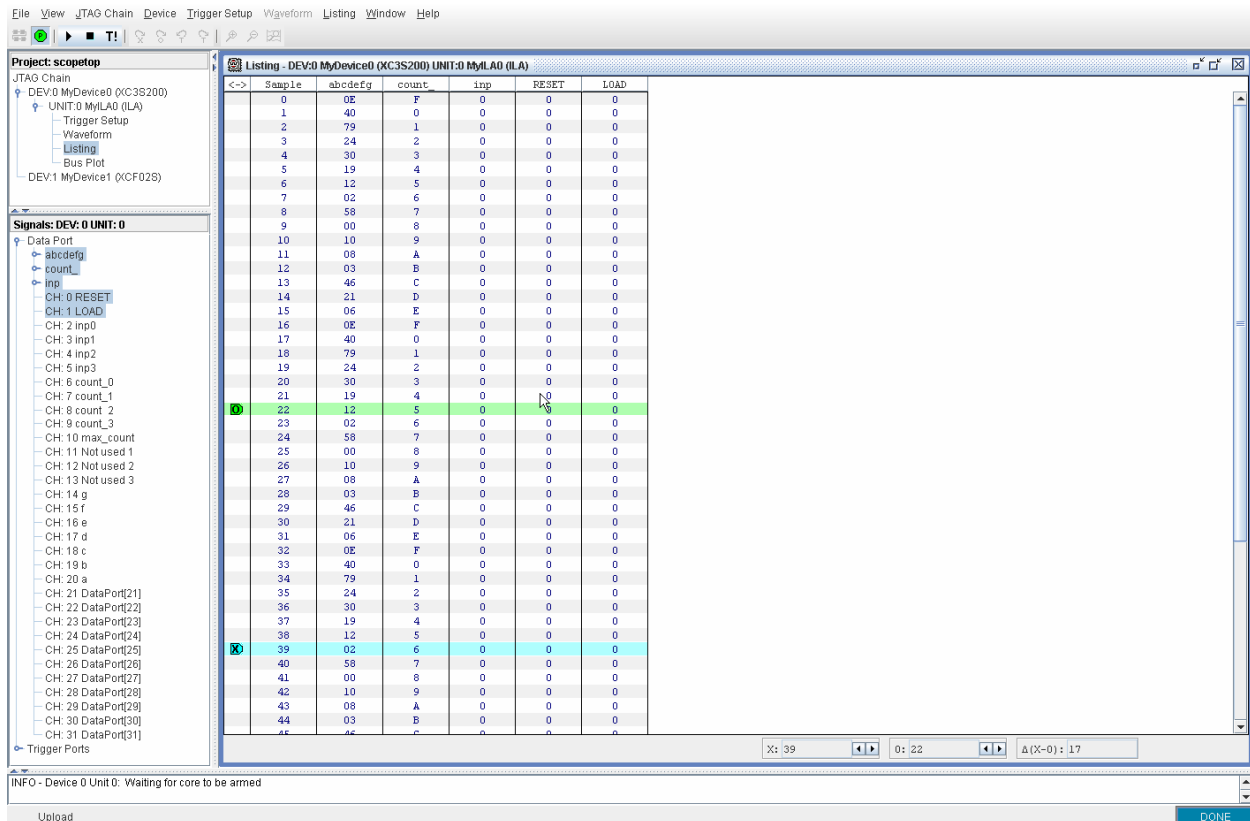 File View JTAG Chain Device Trigger Setup Waveform Listing Window Help
T!
Project: scopetop
JTAG Chain
DEV:0 MyDevice0 (XC3S200)
UNIT:0 MyILA0 (ILA)
Trigger Setup
Waveform
Listing
Bus Plot
DEV:1 MyDevice1 (XCF02S)
Signals: DEV: 0 UNIT: 0
Data Port
abcdefg
count_
inp
CH: 0 RESET
CH: 1 LOAD
CH: 2 inp0
CH: 3 inp1
CH: 4 inp2
CH: 5 inp3
CH: 6 count_0
CH: 7 count_1
CH: 8 count_2
CH: 9 count_3
CH: 10 max_count
CH: 11 Not used 1
CH: 12 Not used 2
CH: 13 Not used 3
CH: 14 g
CH: 15 f
CH: 16 e
CH: 17 d
CH: 18 c
CH: 19 b
CH: 20 a
CH: 21 DataPort[21]
CH: 22 DataPort[22]
CH: 23 DataPort[23]
CH: 24 DataPort[24]
CH: 25 DataPort[25]
CH: 26 DataPort[26]
CH: 27 DataPort[27]
CH: 28 DataPort[28]
CH: 29 DataPort[29]
CH: 30 DataPort[30]
CH: 31 DataPort[31]
Trigger Ports
Listing - DEV:0 MyDevice0 (XC3S200) UNIT:0 MyILA0 (ILA)
<-> Sample abcdefg count_ inp RESET LOAD
0 0E F 0 0 0
1 40 0 0 0 0
2 79 1 0 0 0
3 24 2 0 0 0
4 30 3 0 0 0
5 19 4 0 0 0
6 12 5 0 0 0
7 02 6 0 0 0
8 58 7 0 0 0
9 00 8 0 0 0
10 10 9 0 0 0
11 08 A 0 0 0
12 03 B 0 0 0
13 46 C 0 0 0
14 21 D 0 0 0
15 06 E 0 0 0
16 0E F 0 0 0
17 40 0 0 0 0
18 79 1 0 0 0
19 24 2 0 0 0
20 30 3 0 0 0
21 19 4 0 0 0
O 22 12 5 0 0 0
23 02 6 0 0 0
24 58 7 0 0 0
25 00 8 0 0 0
26 10 9 0 0 0
27 08 A 0 0 0
28 03 B 0 0 0
29 46 C 0 0 0
30 21 D 0 0 0
31 06 E 0 0 0
32 0E F 0 0 0
33 40 0 0 0 0
34 79 1 0 0 0
35 24 2 0 0 0
36 30 3 0 0 0
37 19 4 0 0 0
38 12 5 0 0 0
X 39 02 6 0 0 0
40 58 7 0 0 0
41 00 8 0 0 0
42 10 9 0 0 0
43 08 A 0 0 0
44 03 B 0 0 0
45 46 C 0 0 0
X: 39 O: 22 Δ(X-O): 17
INFO - Device 0 Unit 0: Waiting for core to be armed
Upload DONE